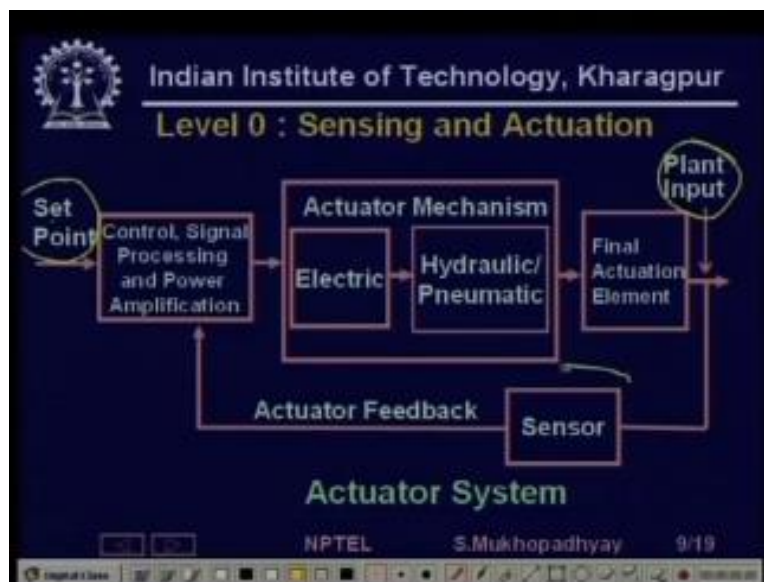 Indian Institute of Technology, Kharagpur
Level 0 : Sensing and Actuation
Plant
Input
Set
Point
Control, Signal
Processing
and Power
Amplification
Actuator Mechanism
Electric
Hydraulic/
Pneumatic
Final
Actuation
Element
Actuator Feedback
Sensor
Actuator System
NPTEL S.Mukhopadhyay 9/19